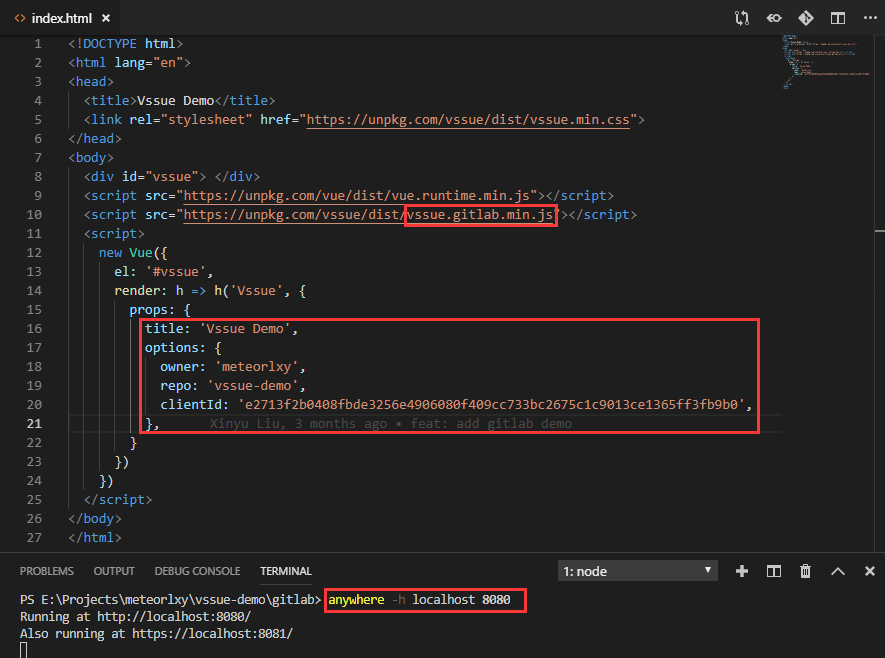 index.html
1 <!DOCTYPE html>
2 <html lang="en">
3 <head>
4 <title>Vssue Demo</title>
5 <link rel="stylesheet" href="https://unpkg.com/vssue/dist/vssue.min.css">
6 </head>
7 <body>
8 <div id="vssue"> </div>
9 <script src="https://unpkg.com/vue/dist/vue.runtime.min.js"></script>
10 <script src="https://unpkg.com/vssue/dist/vssue.gitlab.min.js"></script>
11 <script>
12 new Vue({
13 el: '#vssue',
14 render: h => h('Vssue', {
15 props: {
16 title: 'Vssue Demo',
17 options: {
18 owner: 'meteorlxy',
19 repo: 'vssue-demo',
20 clientId: 'e2713f2b0408fbde3256e4906080f409cc733bc2675c1c9013ce1365ff3fb9b0',
21 }, Xinyu Liu, 3 months ago • feat: add gitlab demo
22 }
23 })
24 })
25 </script>
26 </body>
27 </html>
PROBLEMS OUTPUT DEBUG CONSOLE TERMINAL 1: node
PS E:\Projects\meteorlxy\vssue-demo\gitlab> anywhere -h localhost 8080
Running at http://localhost:8080/
Also running at https://localhost:8081/